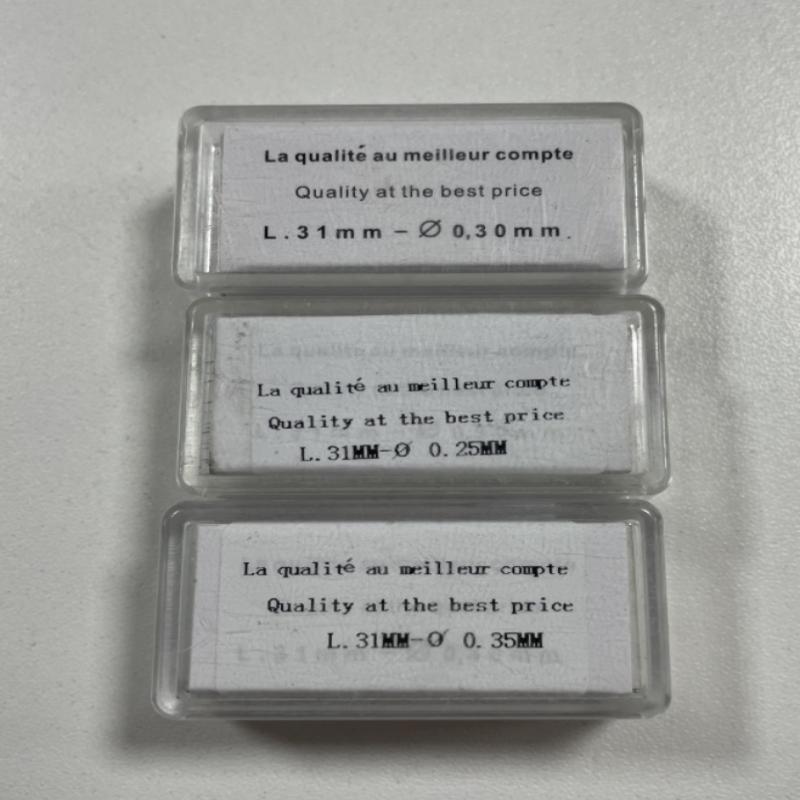 La qualité au meilleur compte
Quality at the best price
L.31mm – Ø 0,30mm.
La qualité au meilleur compte
Quality at the best price
L.31MM-Ø 0.25MM
La qualité au meilleur compte
Quality at the best price
L.31MM-Ø 0.35MM